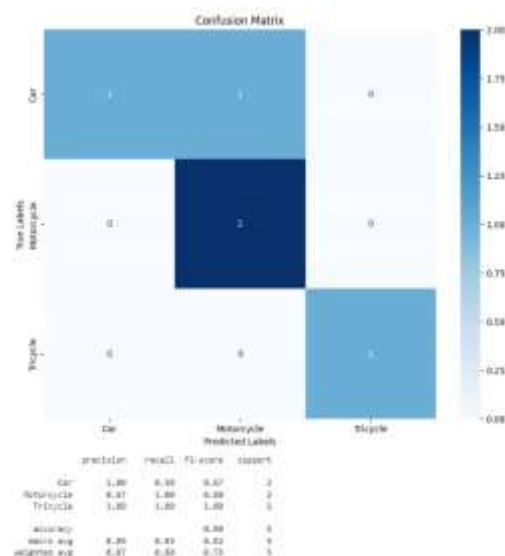 Confusion Matrix
2.00
1.75
1.50
1.25
1.00
0.75
0.50
0.25
0.00
Car
1 1 0
True Labels
Motorcycle
0 2 0
Tricycle
0 0 1
Car Motorcycle Tricycle
Predicted Labels
precision recall f1-score support
Car 1.00 0.50 0.67 2
Motorcycle 0.67 1.00 0.80 2
Tricycle 1.00 1.00 1.00
accuracy 0.80 5
macro avg 0.89 0.83 0.82 5
weighted avg 0.87 0.80 5